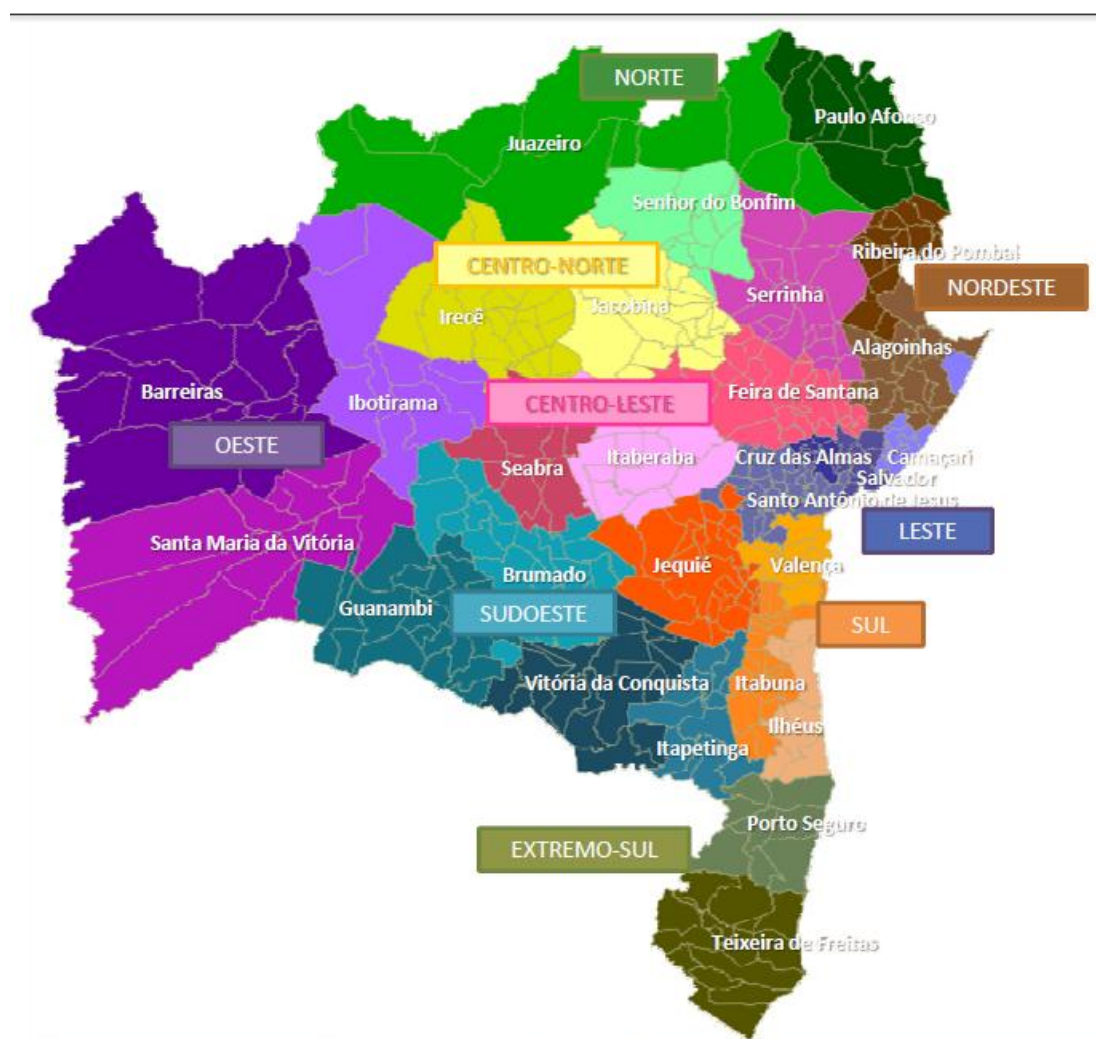 NORTE
Paulo Afonso
Juazeiro
Senhor do Bonfim
Ribeira do Pombal
CENTRO-NORTE
NORDESTE
Serrinha
Jacobina
Irecê
Alagoinhas
Barreiras
Ibotirama
Feira de Santana
CENTRO-LESTE
OESTE
Seabra
Itaberaba
Cruz das Almas
Camaçari
Salvador
Santo Antônio de Jesus
LESTE
Santa Maria da Vitória
Jequié
Valença
Brumado
Guanambi
SUDOESTE
SUL
Vitória da Conquista
Itabuna
Ilhéus
Itapetinga
Porto Seguro
EXTREMO-SUL
Teixeira de Freitas